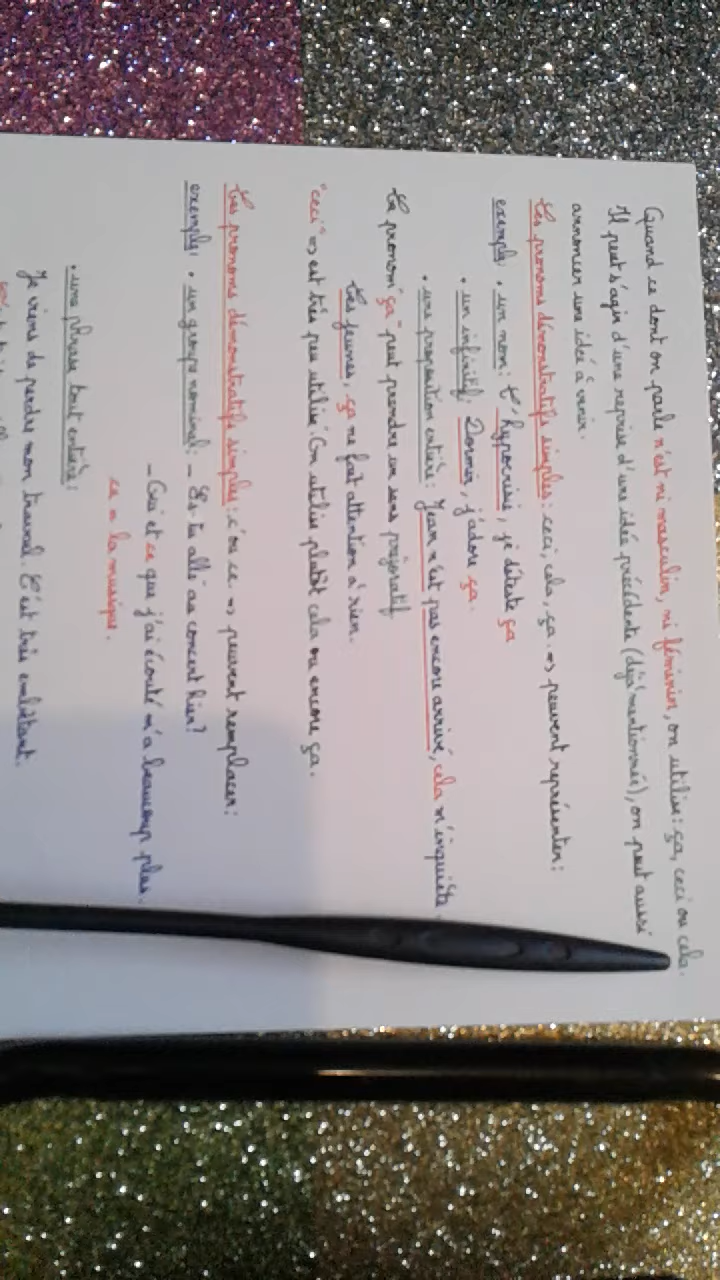 Quand ce dont on parle n'est ni masculin, ni féminin, on utilise: ça, ceci ou cela.
Il peut s'agir d'une reprise d'une idée précédente (déjà mentionnée), on peut aussi
annoncer une idée à venir.
Les pronoms démonstratifs simples: ceci, cela, ça. => peuvent représenter:
exemple: • un nom: L'hypocrisie, je déteste ça
• un infinitif: Dormir, j'adore ça.
• une proposition entière: Jean n'est pas encore arrivé, cela m'inquiète.
Le pronom "ça" peut prendre un sens péjoratif
Les jeunes, ça ne fait attention à rien.
"ceci" => est très peu utilisé. On utilise plutôt cela ou encore ça.
Les pronoms démonstratifs simples: c' ou ce => peuvent remplacer:
exemple: • un groupe nominal: - Es-tu allé au concert hier?
- Oui et ce que j'ai écouté m'a beaucoup plu.
ce = la musique.
• une phrase tout entière:
Je viens de perdre mon travail. C'est très embêtant.